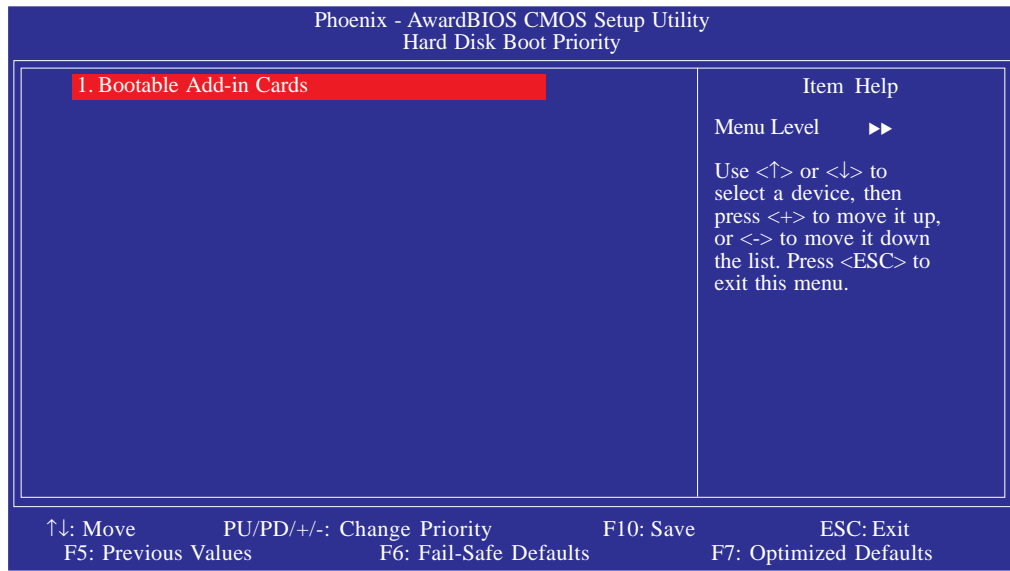 Phoenix - AwardBIOS CMOS Setup Utility
Hard Disk Boot Priority
1. Bootable Add-in Cards
Item Help
Menu Level ▶▶
Use <↑> or <↓> to
select a device, then
press <+> to move it up,
or <-> to move it down
the list. Press <ESC> to
exit this menu.
↑↓: Move PU/PD/+/-: Change Priority F10: Save ESC: Exit
F5: Previous Values F6: Fail-Safe Defaults F7: Optimized Defaults